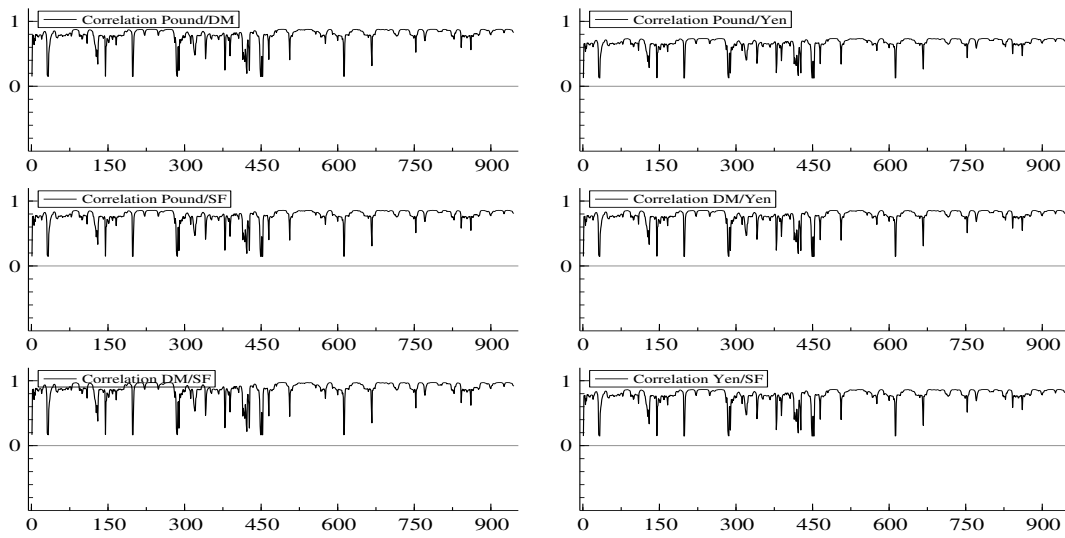 1
Correlation Pound/DM
0
0 150 300 450 600 750 900
1
Correlation Pound/Yen
0
0 150 300 450 600 750 900
1
Correlation Pound/SF
0
0 150 300 450 600 750 900
1
Correlation DM/Yen
0
0 150 300 450 600 750 900
1
Correlation DM/SF
0
0 150 300 450 600 750 900
1
Correlation Yen/SF
0
0 150 300 450 600 750 900